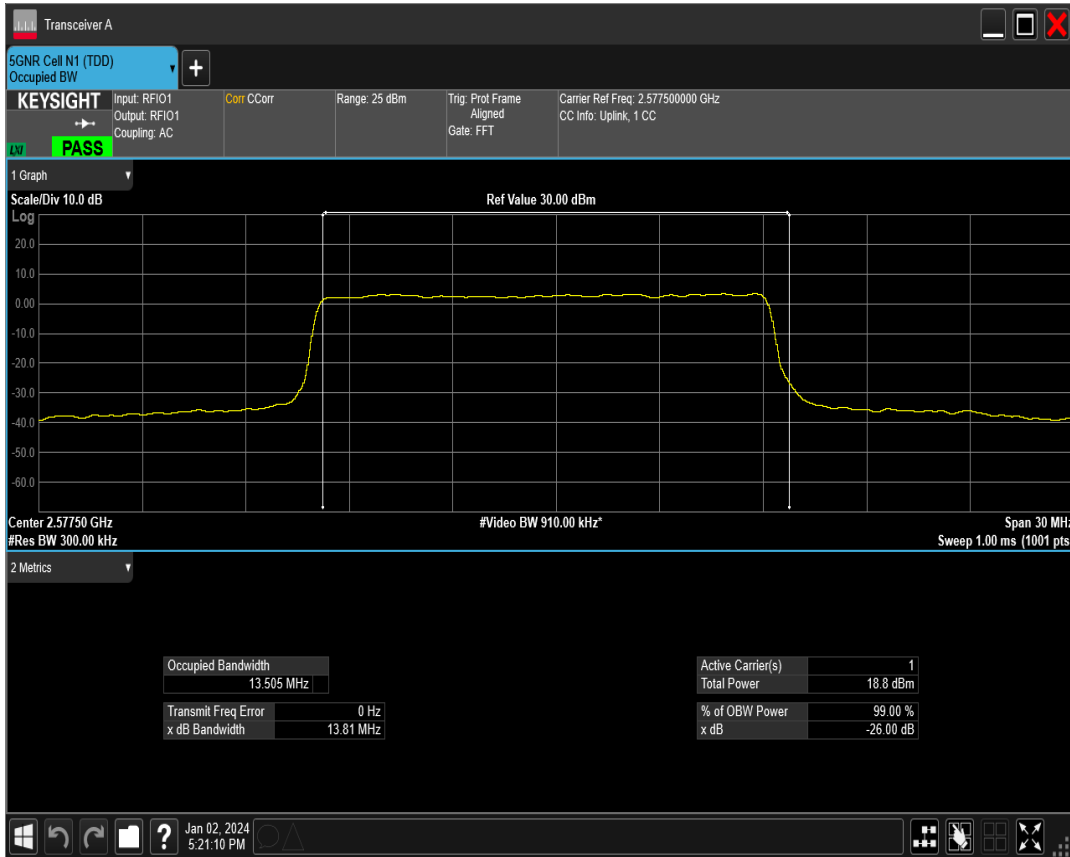 Transceiver A
5GNR Cell N1 (TDD)
Occupied BW
KEYSIGHT
LXI
PASS
Input: RFIO1
Output: RFIO1
Coupling: AC
Corr CCorr
Range: 25 dBm
Trig: Prot Frame
Aligned
Gate: FFT
Carrier Ref Freq: 2.577500000 GHz
CC Info: Uplink, 1 CC
1 Graph
Scale/Div 10.0 dB
Ref Value 30.00 dBm
Log
20.0
10.0
0.00
-10.0
-20.0
-30.0
-40.0
-50.0
-60.0
Center 2.57750 GHz
#Video BW 910.00 kHz*
Span 30 MHz
#Res BW 300.00 kHz
Sweep 1.00 ms (1001 pts
2 Metrics
Occupied Bandwidth
13.505 MHz
Transmit Freq Error 0 Hz
x dB Bandwidth 13.81 MHz
Active Carrier(s) 1
Total Power 18.8 dBm
% of OBW Power 99.00 %
x dB -26.00 dB
?
Jan 02, 2024
5:21:10 PM